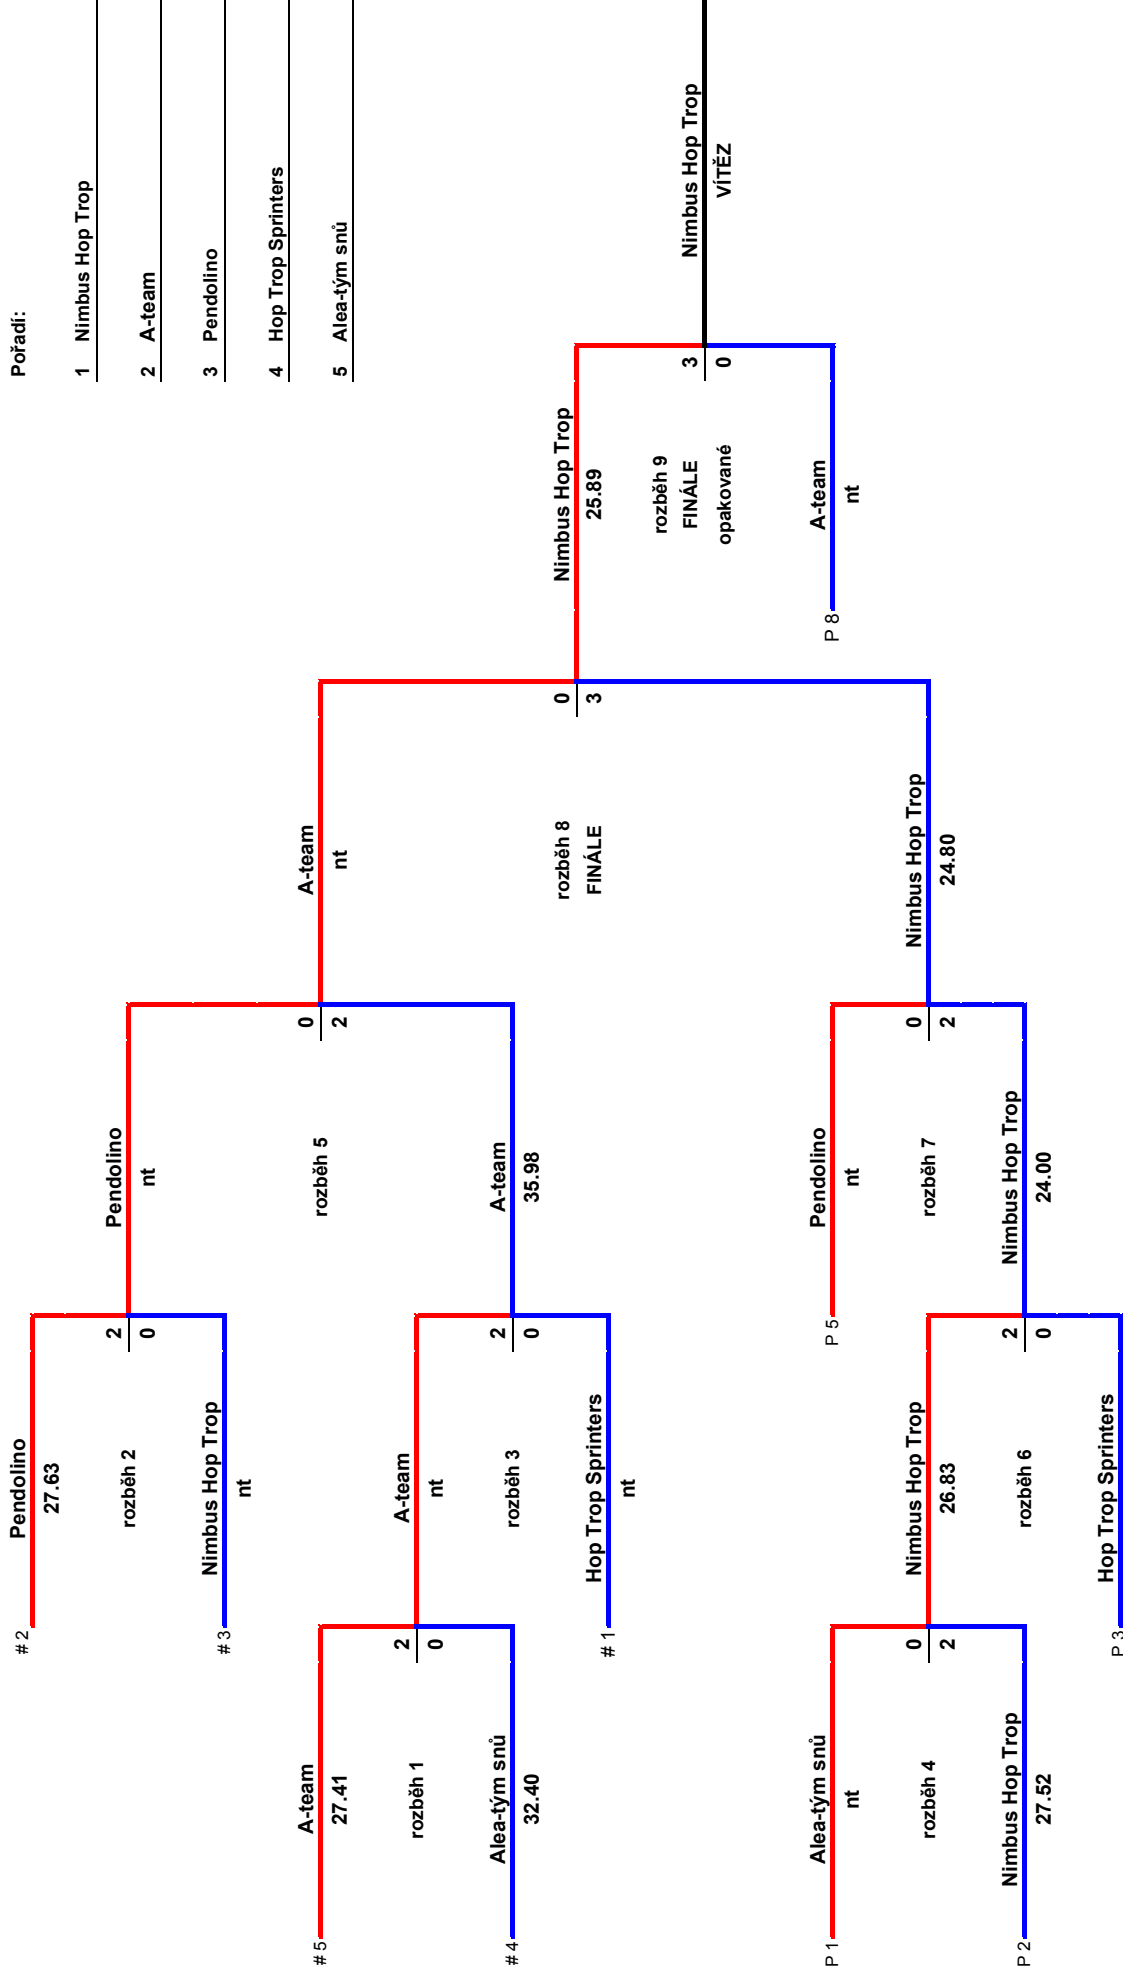 Pořadí:
1 Nimbus Hop Trop
2 A-team
3 Pendolino
4 Hop Trop Sprinters
5 Alea-tým snů
# 2
Pendolino
27.63
rozběh 2
# 3
Nimbus Hop Trop
nt
2
0
# 5
A-team
27.41
rozběh 1
# 4
Alea-tým snů
32.40
2
0
A-team
nt
rozběh 3
# 1
Hop Trop Sprinters
nt
2
0
Pendolino
nt
rozběh 5
A-team
35.98
0
2
P 1
Alea-tým snů
nt
rozběh 4
P 2
Nimbus Hop Trop
27.52
0
2
Nimbus Hop Trop
26.83
rozběh 6
P 3
Hop Trop Sprinters
2
0
P 5
Pendolino
nt
rozběh 7
Nimbus Hop Trop
24.00
0
2
A-team
nt
rozběh 8
FINÁLE
Nimbus Hop Trop
24.80
0
3
Nimbus Hop Trop
25.89
rozběh 9
FINÁLE
opakované
P 8
A-team
nt
3
0
Nimbus Hop Trop
VÍTĚZ